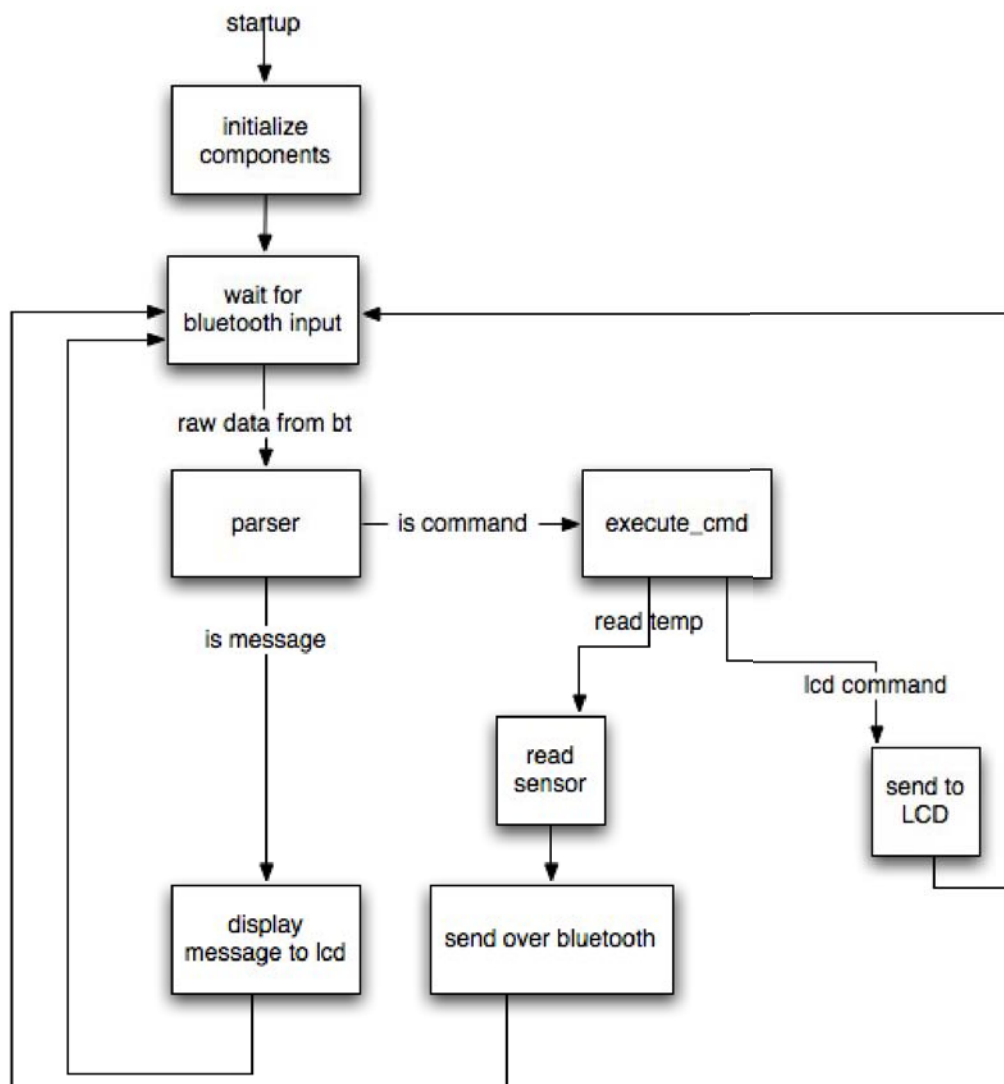 startup
initialize
components
wait for
bluetooth input
raw data from bt
parser
is command
execute_cmd
is message
read temp
lcd command
read
sensor
send to
LCD
display
message to lcd
send over bluetooth